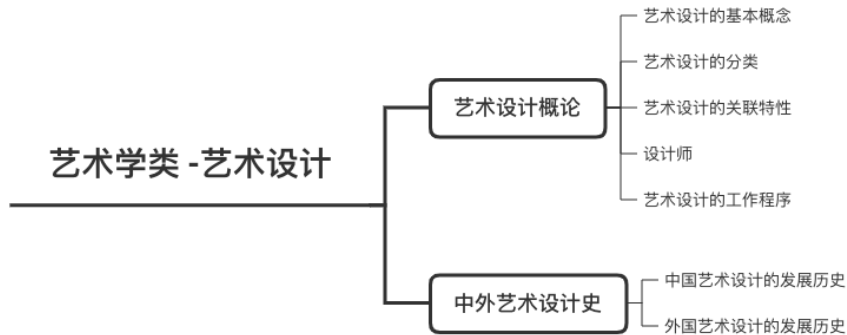 艺术学类 -艺术设计
艺术设计概论
艺术设计的基本概念
艺术设计的分类
艺术设计的关联特性
设计师
艺术设计的工作程序
中外艺术设计史
中国艺术设计的发展历史
外国艺术设计的发展历史